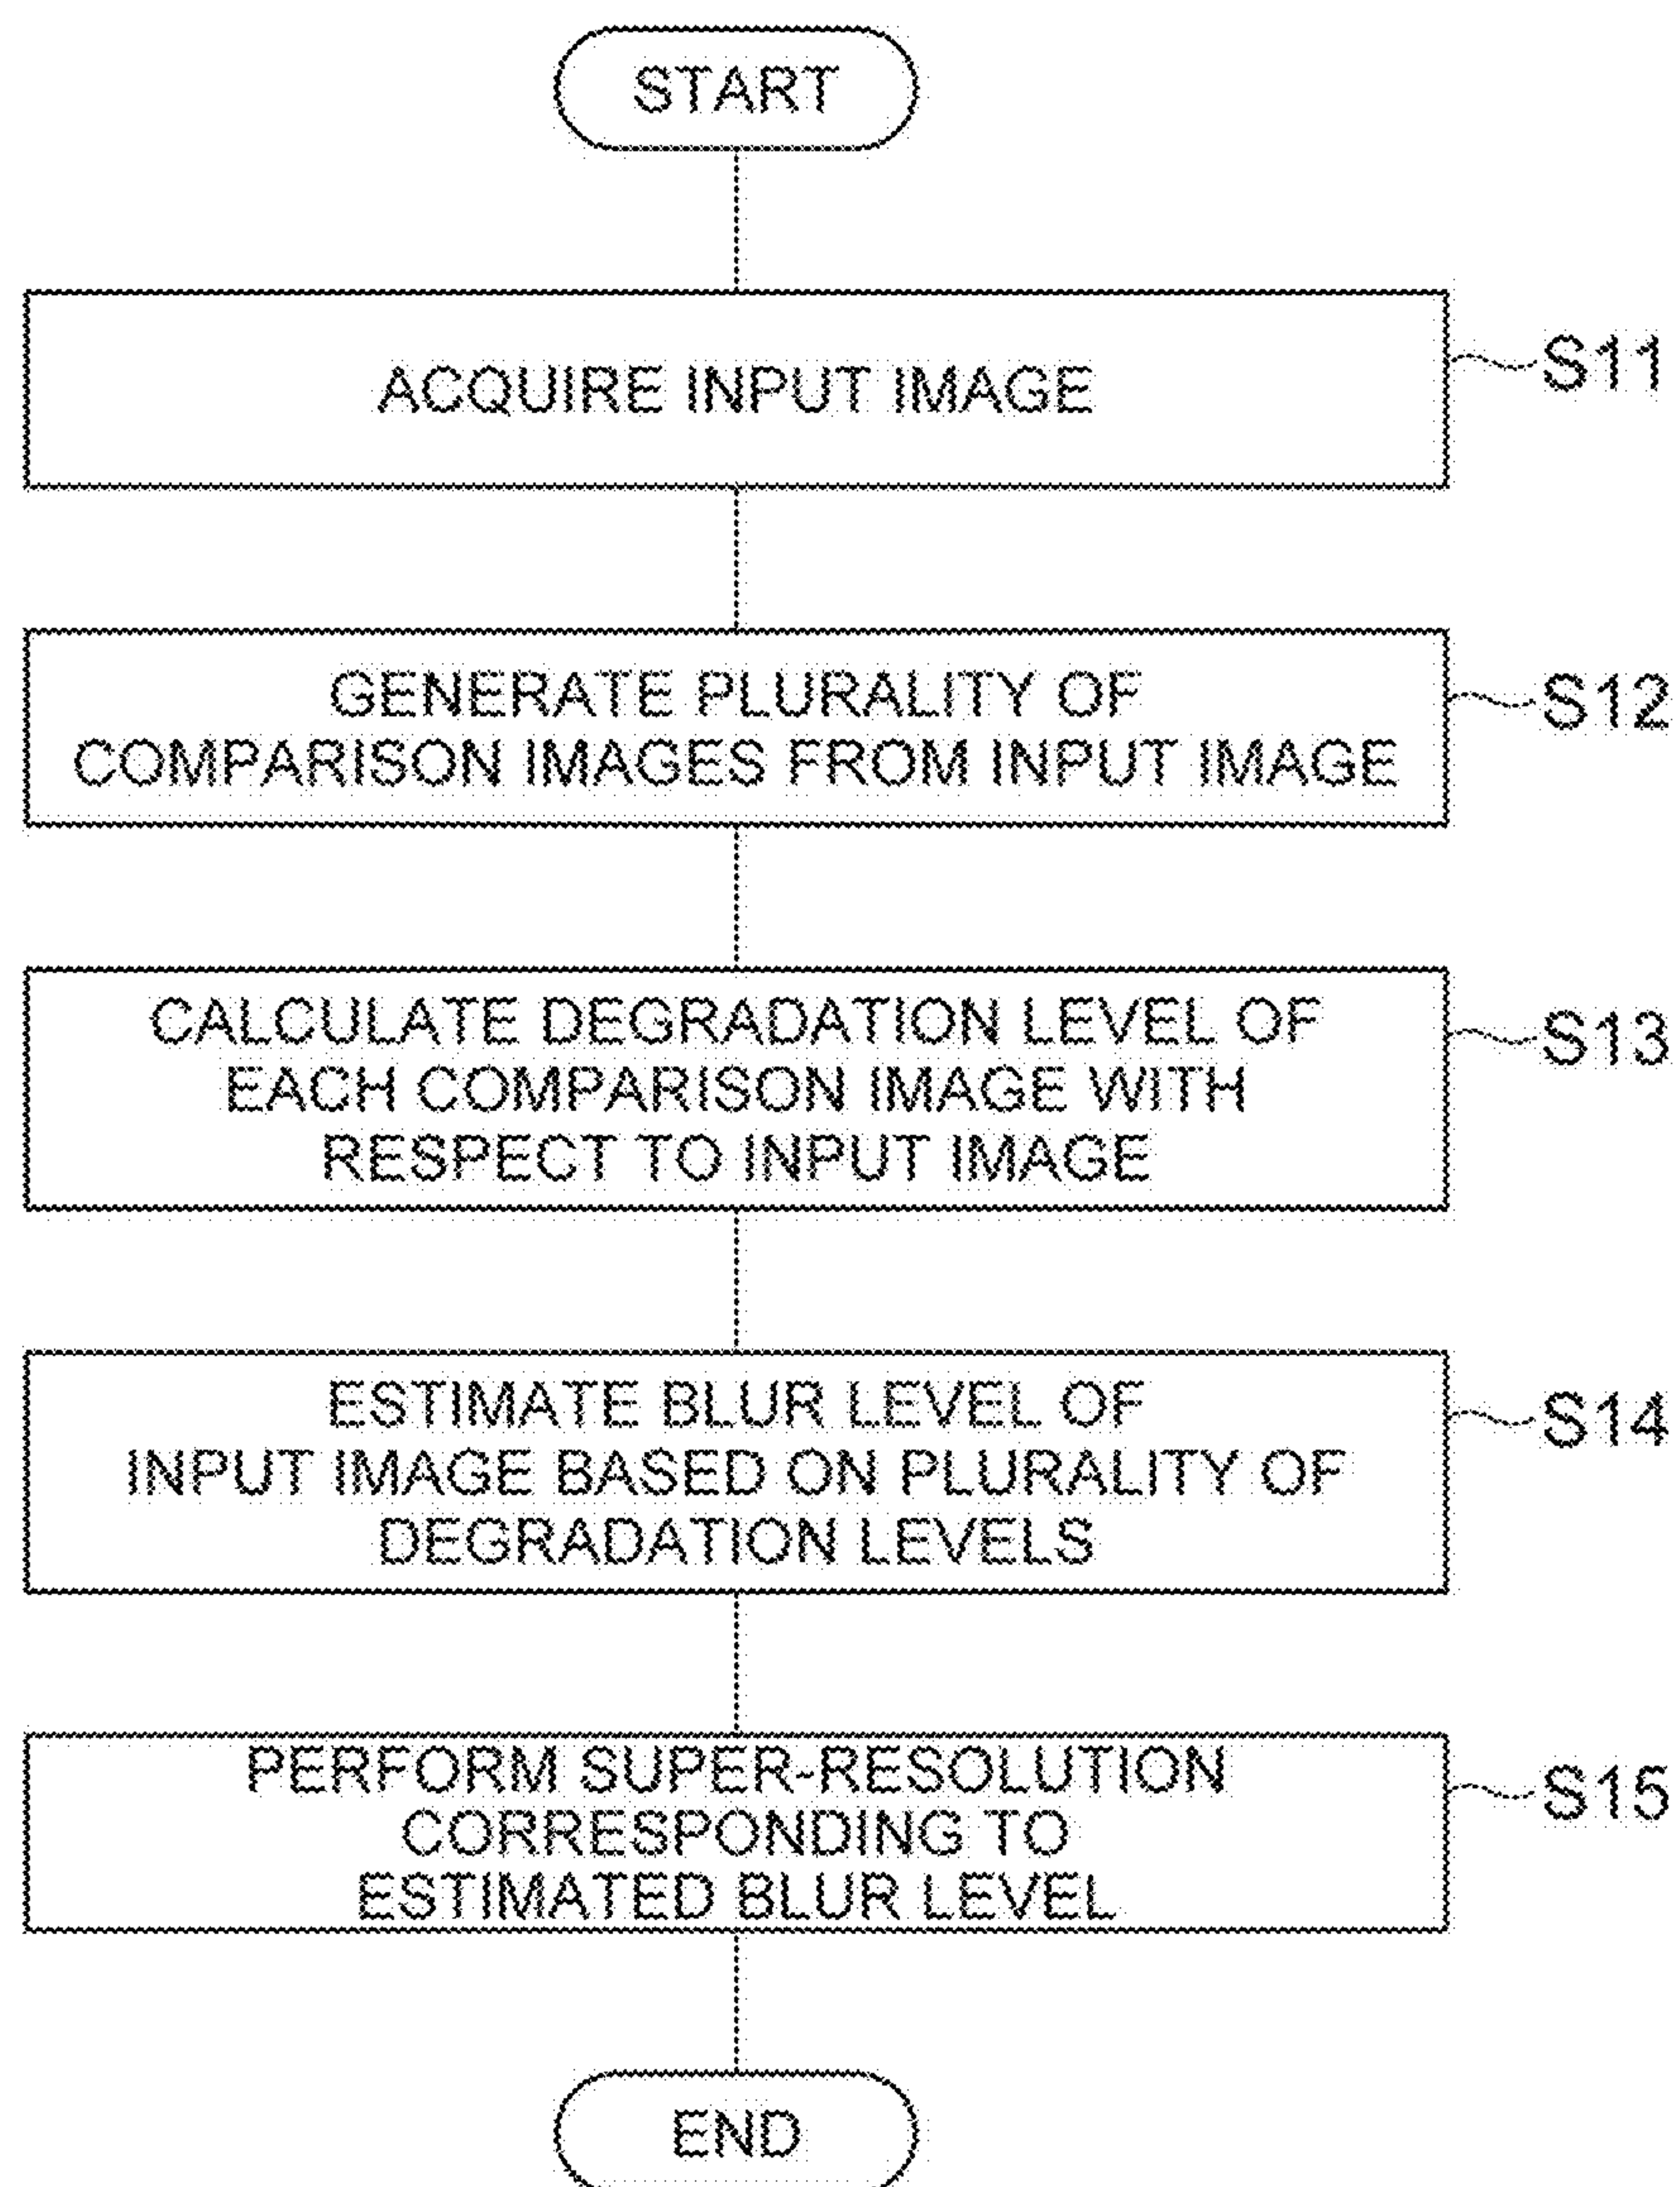 START
ACQUIRE INPUT IMAGE
S11
GENERATE PLURALITY OF
COMPARISON IMAGES FROM INPUT IMAGE
S12
CALCULATE DEGRADATION LEVEL OF
EACH COMPARISON IMAGE WITH
RESPECT TO INPUT IMAGE
S13
ESTIMATE BLUR LEVEL OF
INPUT IMAGE BASED ON PLURALITY OF
DEGRADATION LEVELS
S14
PERFORM SUPER-RESOLUTION
CORRESPONDING TO
ESTIMATED BLUR LEVEL
S15
END